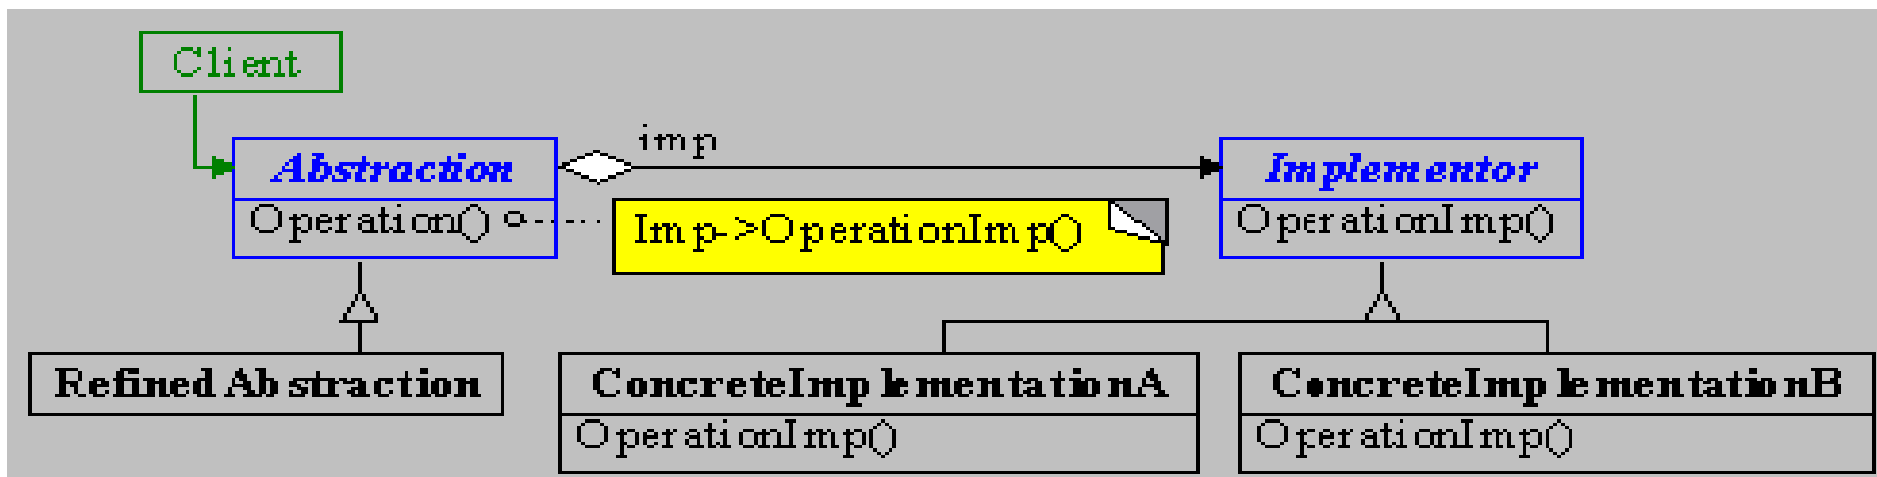 Client
imp
Abstraction
Implementor
Operation()
Imp->OperationImp()
OperationImp()
Refined Abstraction
ConcreteImplementationA
ConcreteImplementationB
OperationImp()
OperationImp()